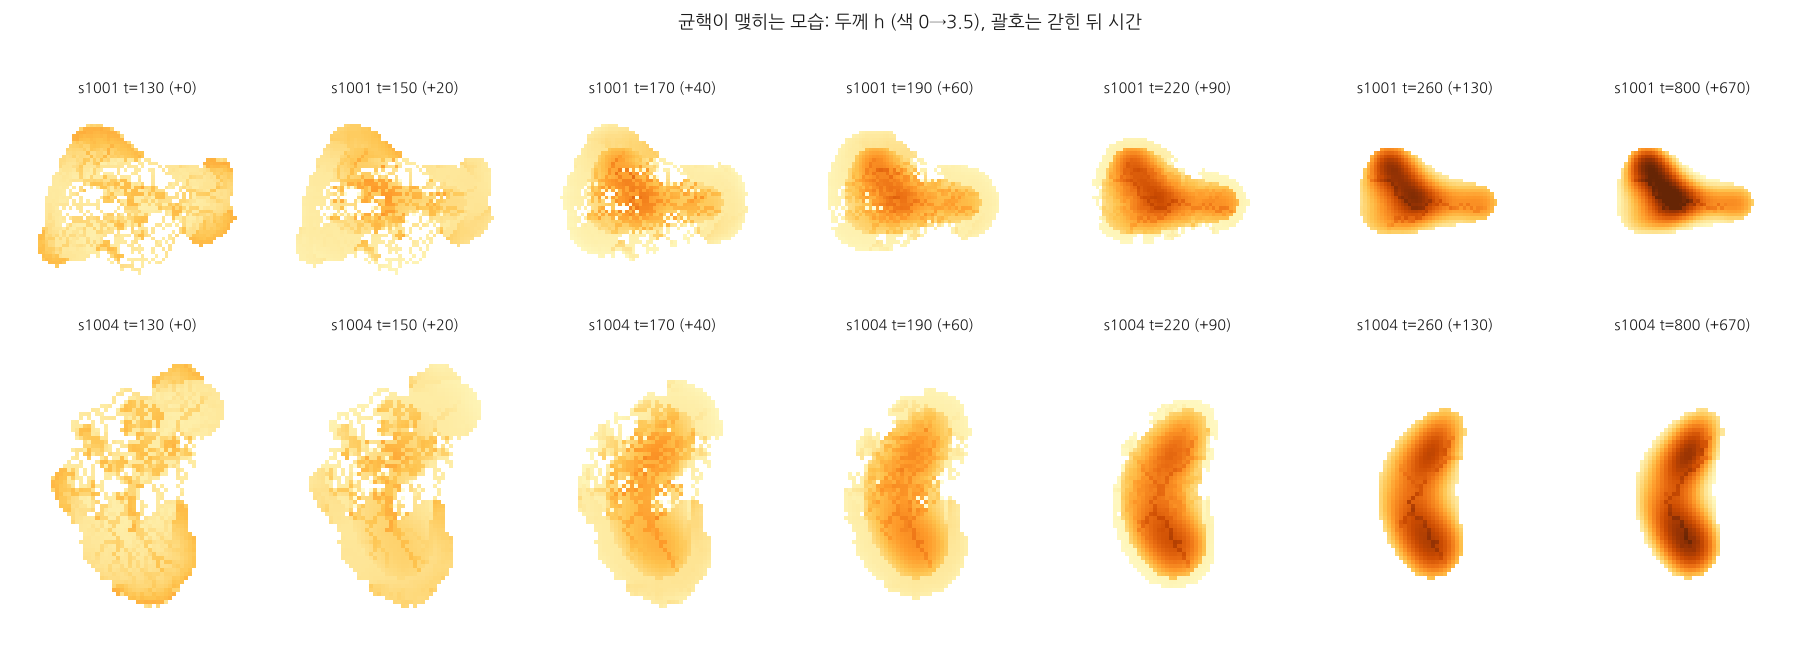 균핵이 맺히는 모습: 두께 h (색 0→3.5), 괄호는 갇힌 뒤 시간
s1001 t=130 (+0)
s1001 t=150 (+20)
s1001 t=170 (+40)
s1001 t=190 (+60)
s1001 t=220 (+90)
s1001 t=260 (+130)
s1001 t=800 (+670)
s1004 t=130 (+0)
s1004 t=150 (+20)
s1004 t=170 (+40)
s1004 t=190 (+60)
s1004 t=220 (+90)
s1004 t=260 (+130)
s1004 t=800 (+670)